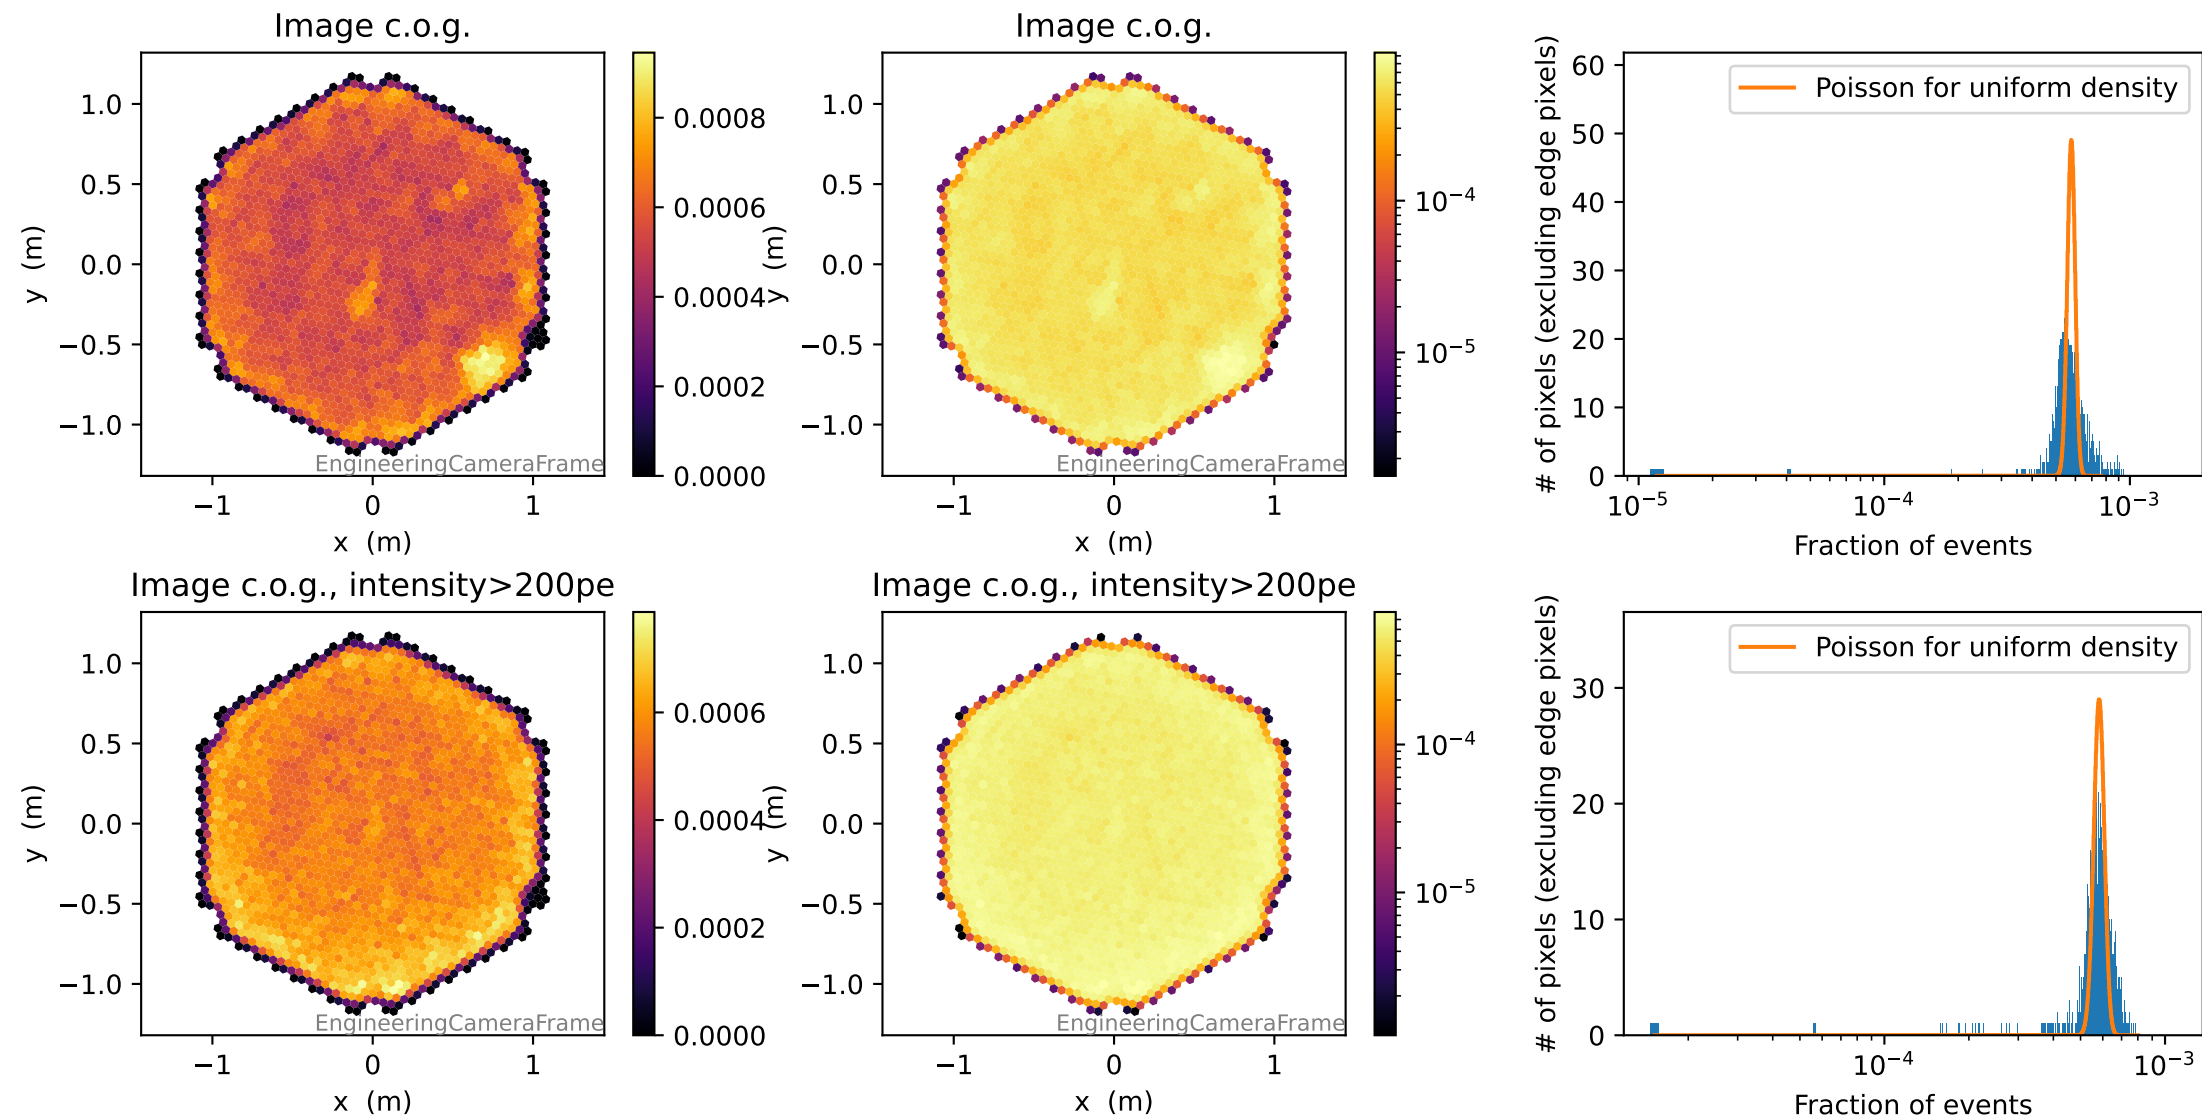 Image c.o.g.
1.0
0.5
0.0
−0.5
−1.0
y (m)
−1
0
1
x (m)
EngineeringCameraFrame
0.0008
0.0006
0.0004
0.0002
0.0000
Image c.o.g.
1.0
0.5
0.0
−0.5
−1.0
y (m)
−1
0
1
x (m)
EngineeringCameraFrame
10⁻⁴
10⁻⁵
60
50
40
30
20
10
0
# of pixels (excluding edge pixels)
Poisson for uniform density
10⁻⁵
10⁻⁴
10⁻³
Fraction of events
Image c.o.g., intensity>200pe
1.0
0.5
0.0
−0.5
−1.0
y (m)
−1
0
1
x (m)
EngineeringCameraFrame
0.0006
0.0004
0.0002
0.0000
Image c.o.g., intensity>200pe
1.0
0.5
0.0
−0.5
−1.0
y (m)
−1
0
1
x (m)
EngineeringCameraFrame
10⁻⁴
10⁻⁵
30
20
10
0
# of pixels (excluding edge pixels)
Poisson for uniform density
10⁻⁴
10⁻³
Fraction of events